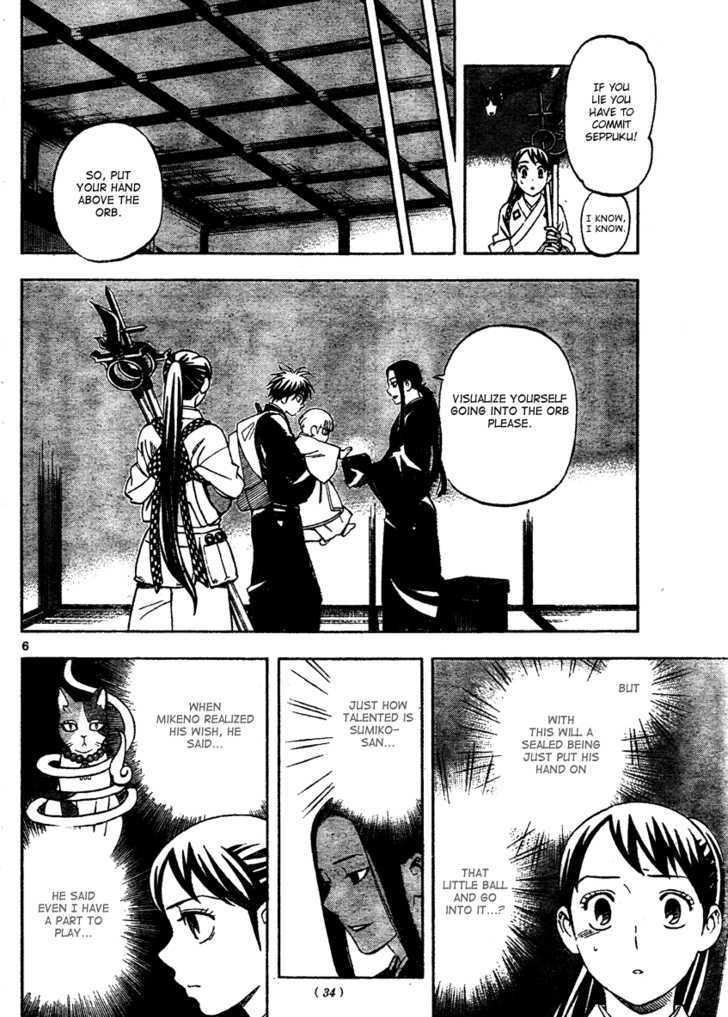 IF YOU
LIE YOU
HAVE TO
COMMIT
SEPPUKU!
I KNOW,
I KNOW.
SO, PUT
YOUR HAND
ABOVE THE
ORB.
VISUALIZE YOURSELF
GOING INTO THE ORB
PLEASE.
6
BUT
WITH
THIS WILL A
SEALED BEING
JUST PUT HIS
HAND ON
THAT
LITTLE BALL
AND GO
INTO IT...?
JUST HOW
TALENTED IS
SUMIKO-
SAN...
WHEN
MIKENO REALIZED
HIS WISH, HE
SAID...
HE SAID
EVEN I HAVE
A PART TO
PLAY...
( 34 )